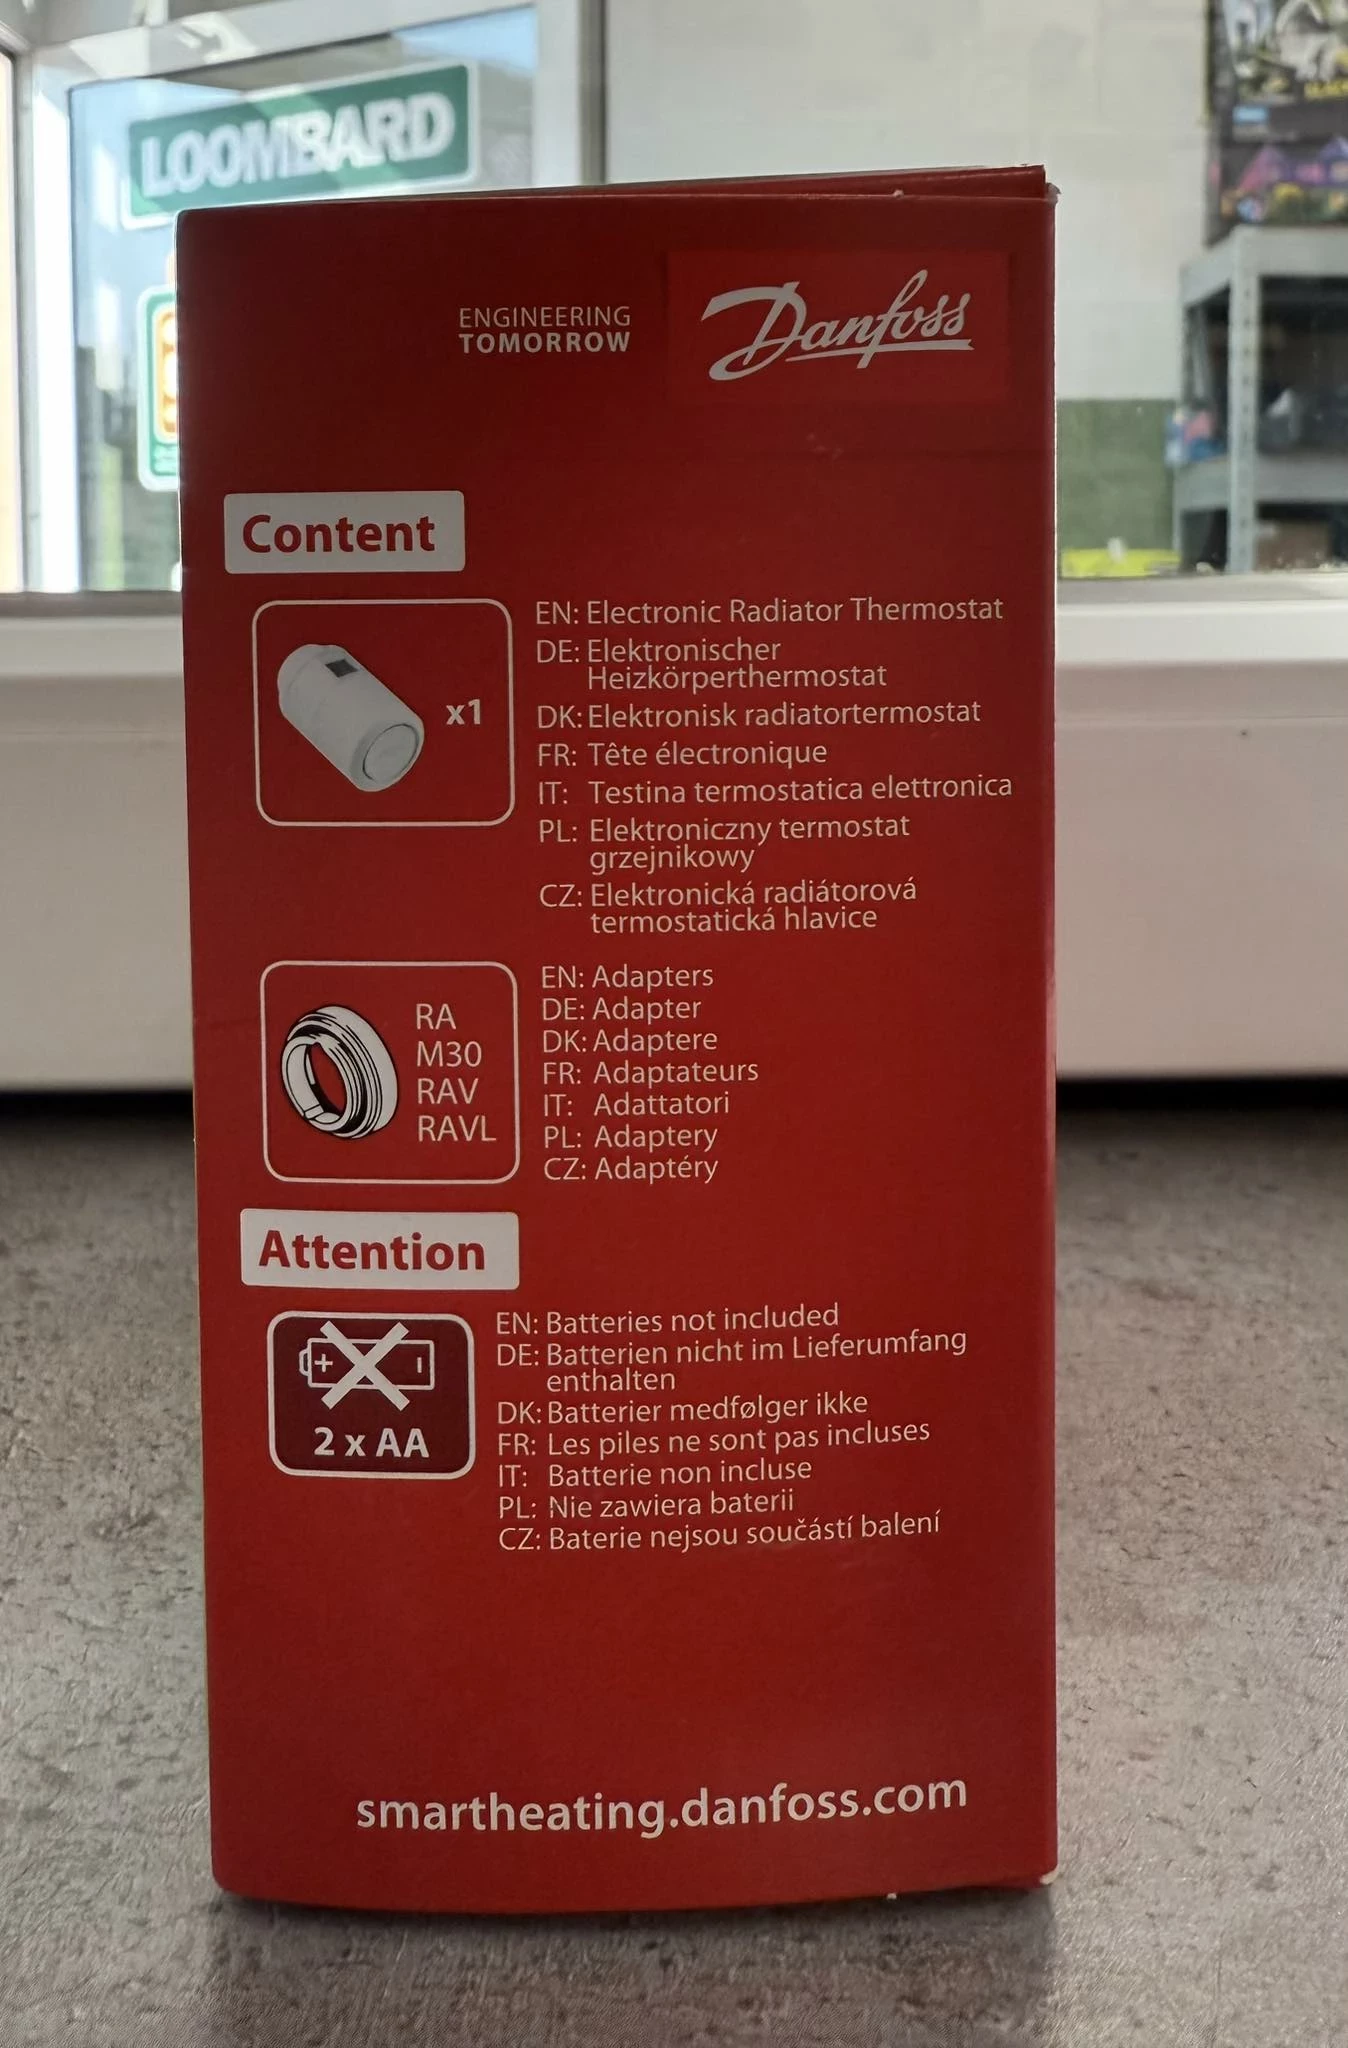 LOOMBARD
ENGINEERING
TOMORROW
Danfoss
Content
x1
EN: Electronic Radiator Thermostat
DE: Elektronischer
Heizkörperthermostat
DK: Elektronisk radiatortermostat
FR: Tête électronique
IT: Testina termostatica elettronica
PL: Elektroniczny termostat
grzejnikowy
CZ: Elektronická radiátorová
termostatická hlavice
RA
M30
RAV
RAVL
EN: Adapters
DE: Adapter
DK: Adaptere
FR: Adaptateurs
IT: Adattatori
PL: Adaptery
CZ: Adaptéry
Attention
+
2 x AA
EN: Batteries not included
DE: Batterien nicht im Lieferumfang
enthalten
DK: Batterier medfølger ikke
FR: Les piles ne sont pas incluses
IT: Batterie non incluse
PL: Nie zawiera baterii
CZ: Baterie nejsou součástí balení
smartheating.danfoss.com